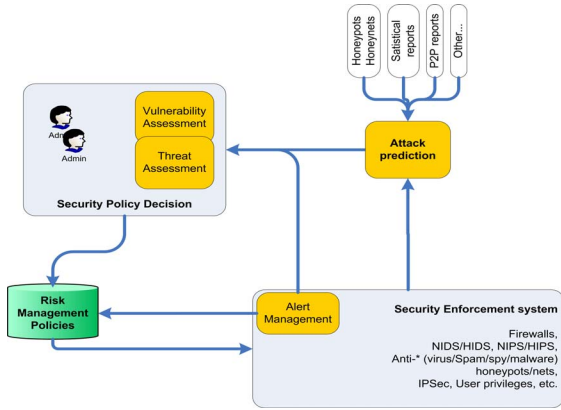 Honeypots
Honeynets
Satistical
reports
P2P reports
Other...
Vulnerability
Assessment
Threat
Assessment
Admin
Security Policy Decision
Attack
prediction
Risk
Management
Policies
Alert
Management
Security Enforcement system
Firewalls,
NIDS/HIDS, NIPS/HIPS,
Anti-* (virus/Spam/spy/malware)
honeypots/nets,
IPSec, User privileges, etc.